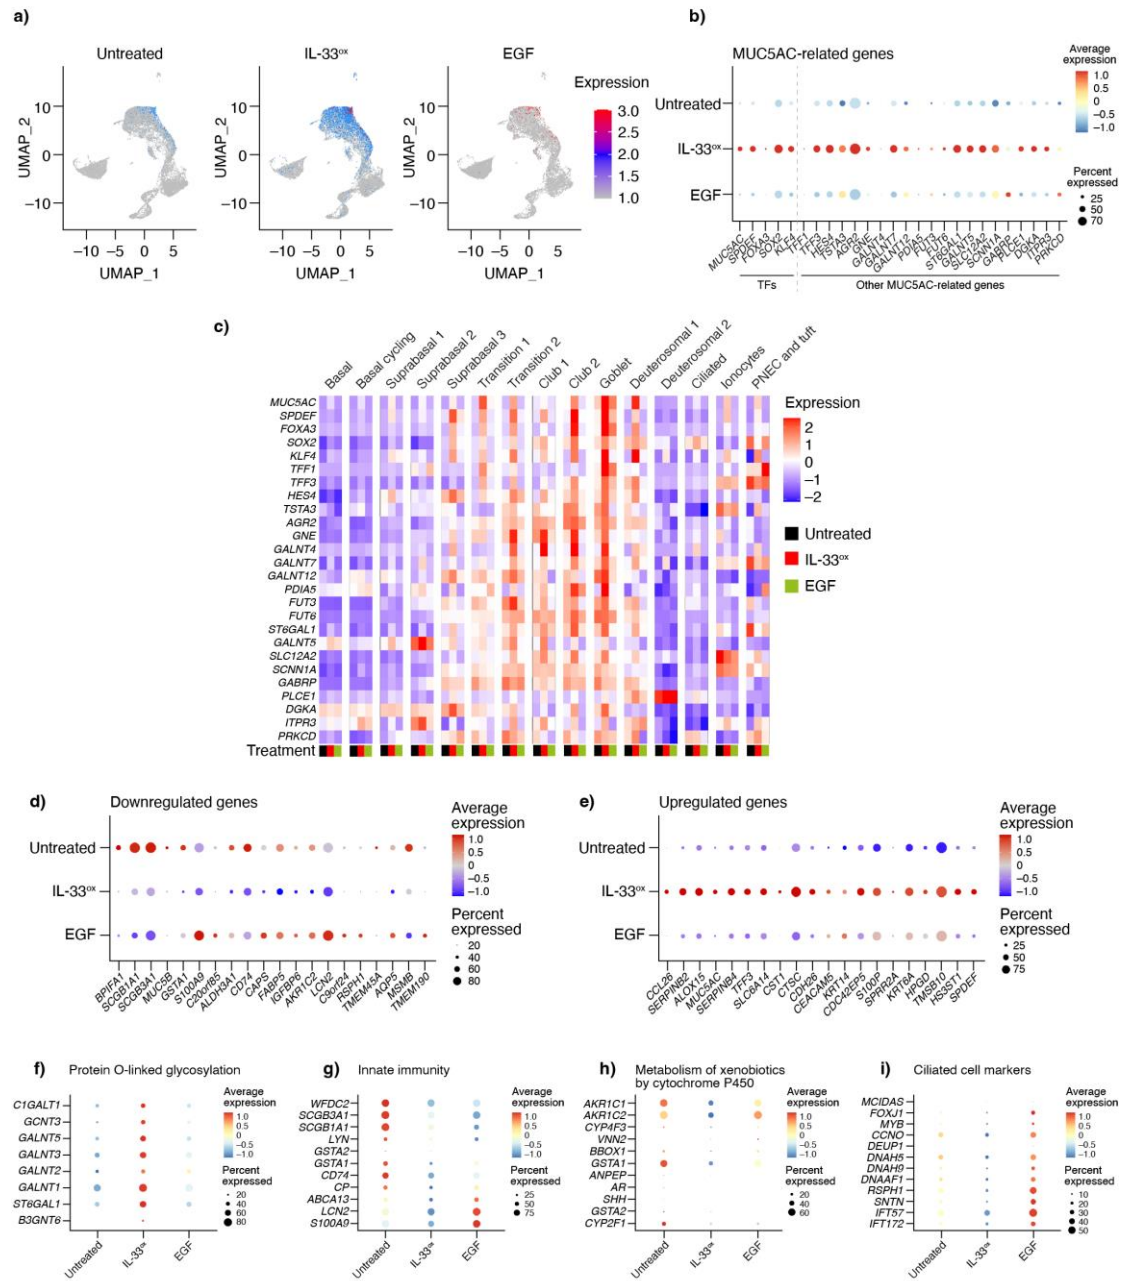 a)
Untreated
IL-33ox
EGF
UMAP_2
10
0
−10
−10 −5 0 5
UMAP_1
UMAP_2
10
0
−10
−10 −5 0 5
UMAP_1
UMAP_2
10
0
−10
−10 −5 0 5
UMAP_1
Expression
3.0
2.5
2.0
1.5
1.0
b)
MUC5AC-related genes
Untreated
IL-33ox
EGF
MUC5AC
SPDEF
FOXA3
SOX2
KLF4
TFF1
TFF3
HES4
TSTA3
AGR2
GNE
GALNT4
GALNT7
GALNT12
PDIA5
FUT3
FUT6
ST6GAL1
GALNT5
SLC12A2
SCNN1A
GABRP
PLCE1
DGKA
ITPR3
PRKCD
TFs
Other MUC5AC-related genes
Average
expression
1.0
0.5
0
−0.5
−1.0
Percent
expressed
25
50
70
c)
Basal
Basal cycling
Suprabasal 1
Suprabasal 2
Suprabasal 3
Transition 1
Transition 2
Club 1
Club 2
Goblet
Deuterosomal 1
Deuterosomal 2
Ciliated
Ionocytes
PNEC and tuft
MUC5AC
SPDEF
FOXA3
SOX2
KLF4
TFF1
TFF3
HES4
TSTA3
AGR2
GNE
GALNT4
GALNT7
GALNT12
PDIA5
FUT3
FUT6
ST6GAL1
GALNT5
SLC12A2
SCNN1A
GABRP
PLCE1
DGKA
ITPR3
PRKCD
Treatment
Expression
2
1
0
−1
−2
Untreated
IL-33ox
EGF
d)
Downregulated genes
Untreated
IL-33ox
EGF
BPIFA1
SCGB1A1
SCGB3A1
MUC5B
GSTA1
S100A9
C20orf85
ALDH3A1
CD74
CAPS
FABP5
IGFBP6
AKR1C2
LCN2
C9orf24
RSPH1
TMEM45A
AQP5
MSMB
TMEM190
Average
expression
1.0
0.5
0
−0.5
−1.0
Percent
expressed
20
40
60
80
e)
Upregulated genes
Untreated
IL-33ox
EGF
CCL26
SERPINB2
ALOX15
MUC5AC
SERPINB4
TFF3
SLC6A14
CST1
CTSC
CDH26
CEACAM5
KRT14
CDC42EP5
S100P
SPRR2A
KRT6A
HPGD
TMSB10
HS3ST1
SPDEF
Average
expression
1.0
0.5
0
−0.5
−1.0
Percent
expressed
25
50
75
f)
Protein O-linked glycosylation
C1GALT1
GCNT3
GALNT5
GALNT3
GALNT2
GALNT1
ST6GAL1
B3GNT6
Untreated
IL-33ox
EGF
Average
expression
1.0
0.5
0
−0.5
−1.0
Percent
expressed
20
40
60
80
g)
Innate immunity
WFDC2
SCGB3A1
SCGB1A1
LYN
GSTA2
GSTA1
CD74
CP
ABCA13
LCN2
S100A9
Untreated
IL-33ox
EGF
Average
expression
1.0
0.5
0
−0.5
−1.0
Percent
expressed
25
50
75
h)
Metabolism of xenobiotics
by cytochrome P450
AKR1C1
AKR1C2
CYP4F3
VNN2
BBOX1
GSTA1
ANPEP
AR
SHH
GSTA2
CYP2F1
Untreated
IL-33ox
EGF
Average
expression
1.0
0.5
0
−0.5
−1.0
Percent
expressed
20
40
60
i)
Ciliated cell markers
MCIDAS
FOXJ1
MYB
CCNO
DEUP1
DNAH5
DNAH9
DNAAF1
RSPH1
SNTN
IFT57
IFT172
Untreated
IL-33ox
EGF
Average
expression
1.0
0.5
0
−0.5
−1.0
Percent
expressed
10
20
30
40
50